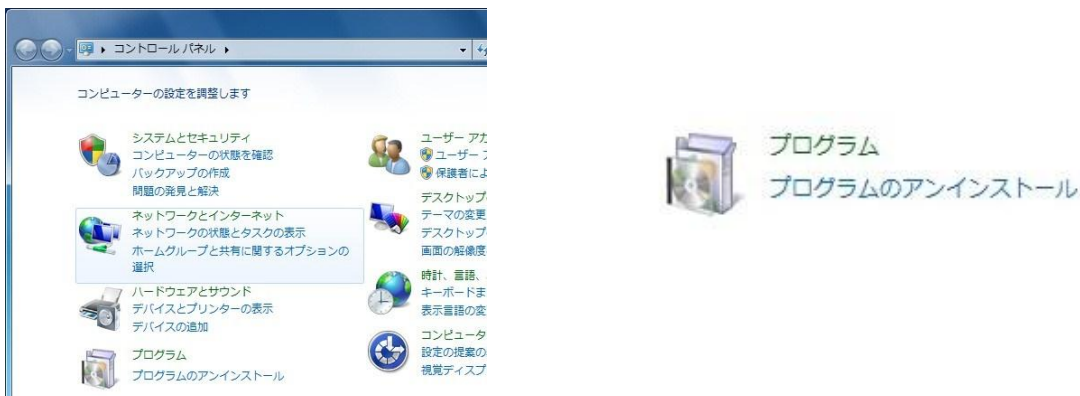 コントロール パネル
コンピューターの設定を調整します
システムとセキュリティ
コンピューターの状態を確認
バックアップの作成
問題の発見と解決
ネットワークとインターネット
ネットワークの状態とタスクの表示
ホームグループと共有に関するオプションの
選択
ハードウェアとサウンド
デバイスとプリンターの表示
デバイスの追加
プログラム
プログラムのアンインストール
ユーザー アカ
ユーザー ア
保護者によ
デスクトップ
テーマの変更
デスクトップ
画面の解像度
時計、言語、
キーボードま
表示言語の変
コンピュータ
設定の提案の
視覚ディスプ
プログラム
プログラムのアンインストール